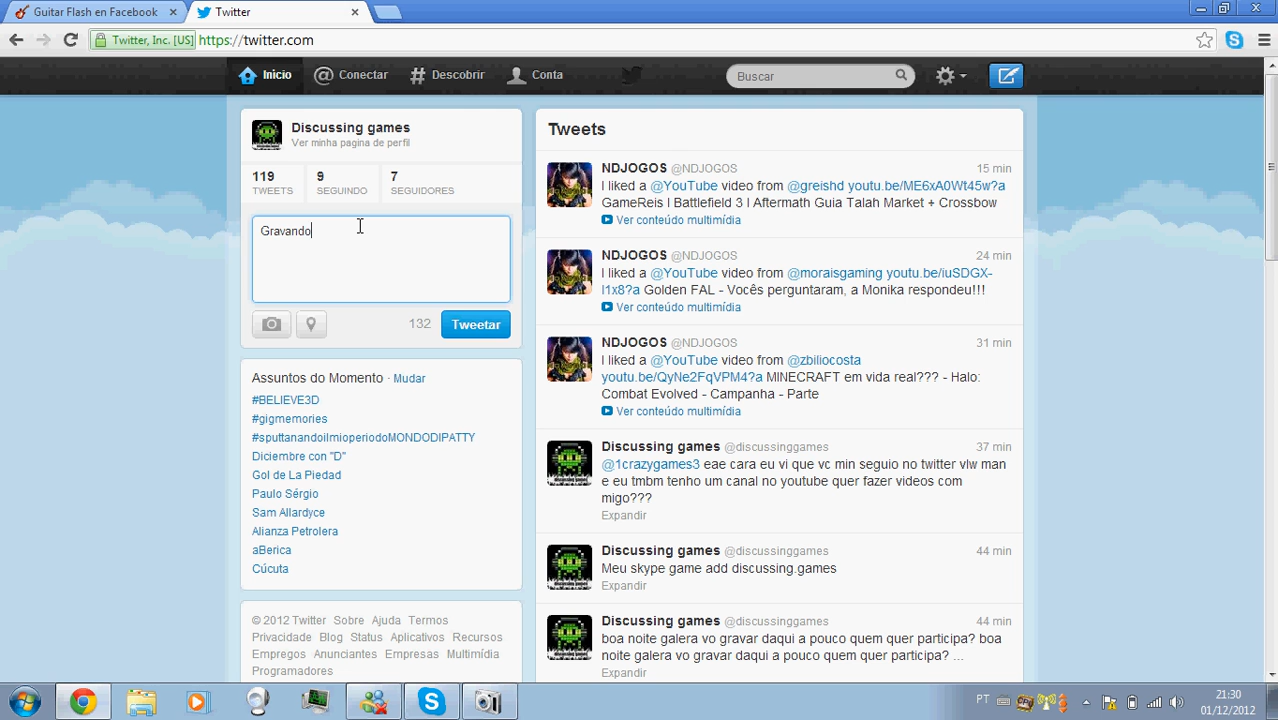 Guitar Flash en Facebook
Twitter
Twitter, Inc. [US] https://twitter.com
Início Conectar Descobrir Conta Buscar
Discussing games
Ver minha pagina de perfil
119 9 7
TWEETS SEGUINDO SEGUIDORES
Gravando
132 Tweetar
Assuntos do Momento · Mudar
#BELIEVE3D
#gigmemories
#sputtanandoilmioperiodoMONDODIPATTY
Diciembre con "D"
Gol de La Piedad
Paulo Sérgio
Sam Allardyce
Alianza Petrolera
aBerica
Cúcuta
© 2012 Twitter Sobre Ajuda Termos
Privacidade Blog Status Aplicativos Recursos
Empregos Anunciantes Empresas Multimídia
Programadores
Tweets
NDJOGOS @NDJOGOS 15 min
I liked a @YouTube video from @greishd youtu.be/ME6xA0Wt45w?a
GameReis l Battlefield 3 l Aftermath Guia Talah Market + Crossbow
Ver conteúdo multimídia
NDJOGOS @NDJOGOS 24 min
I liked a @YouTube video from @moraisgaming youtu.be/iuSDGX-
I1x8?a Golden FAL - Vocês perguntaram, a Monika respondeu!!!
Ver conteúdo multimídia
NDJOGOS @NDJOGOS 31 min
I liked a @YouTube video from @zbiliocosta
youtu.be/QyNe2FqVPM4?a MINECRAFT em vida real??? - Halo:
Combat Evolved - Campanha - Parte
Ver conteúdo multimídia
Discussing games @discussinggames 37 min
@1crazygames3 eae cara eu vi que vc min seguio no twitter vlw man
e eu tmbm tenho um canal no youtube quer fazer videos com
migo???
Expandir
Discussing games @discussinggames 44 min
Meu skype game add discussing.games
Expandir
Discussing games @discussinggames 44 min
boa noite galera vo gravar daqui a pouco quem quer participa? boa
noite galera vo gravar daqui a pouco quem quer participa? ...
Expandir
PT
21:30
01/12/2012